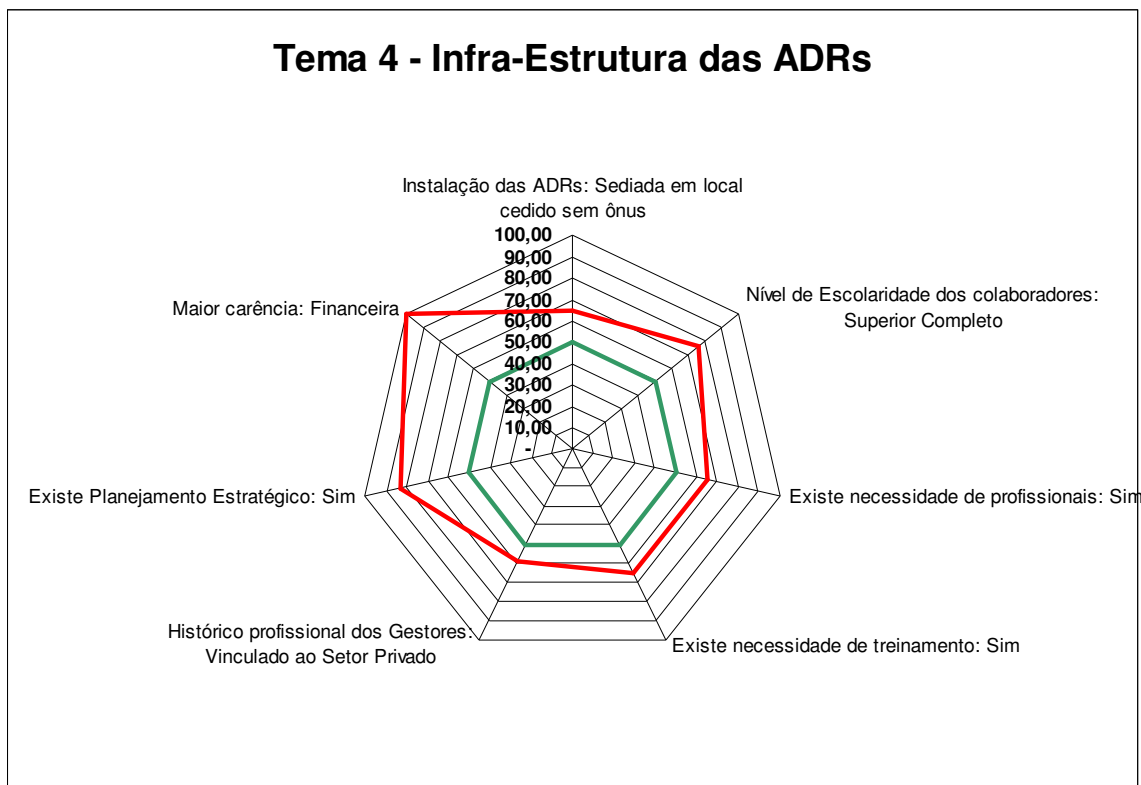 Tema 4 - Infra-Estrutura das ADRs
Instalação das ADRs: Sediada em local
cedido sem ônus
100,00
90,00
80,00
70,00
60,00
50,00
40,00
30,00
20,00
10,00
-
Nível de Escolaridade dos colaboradores:
Superior Completo
Existe necessidade de profissionais: Sim
Existe necessidade de treinamento: Sim
Histórico profissional dos Gestores:
Vinculado ao Setor Privado
Existe Planejamento Estratégico: Sim
Maior carência: Financeira